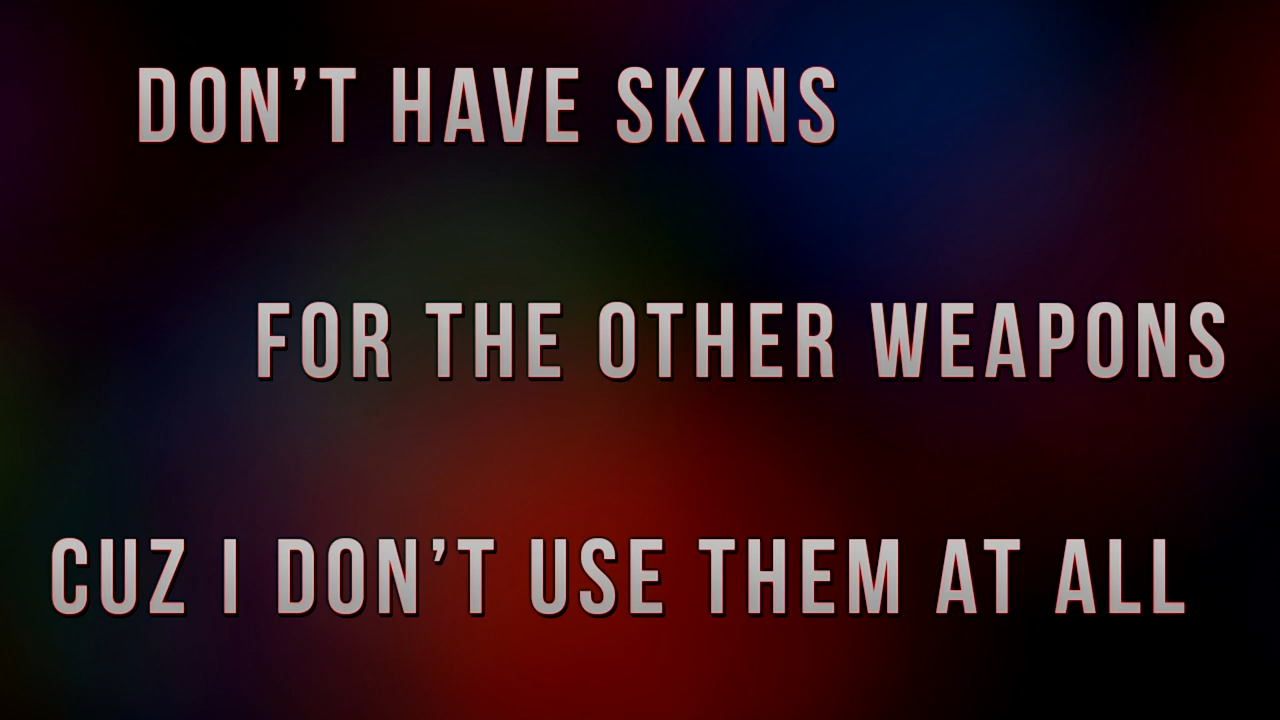 DON’T HAVE SKINS
FOR THE OTHER WEAPONS
CUZ I DON’T USE THEM AT ALL